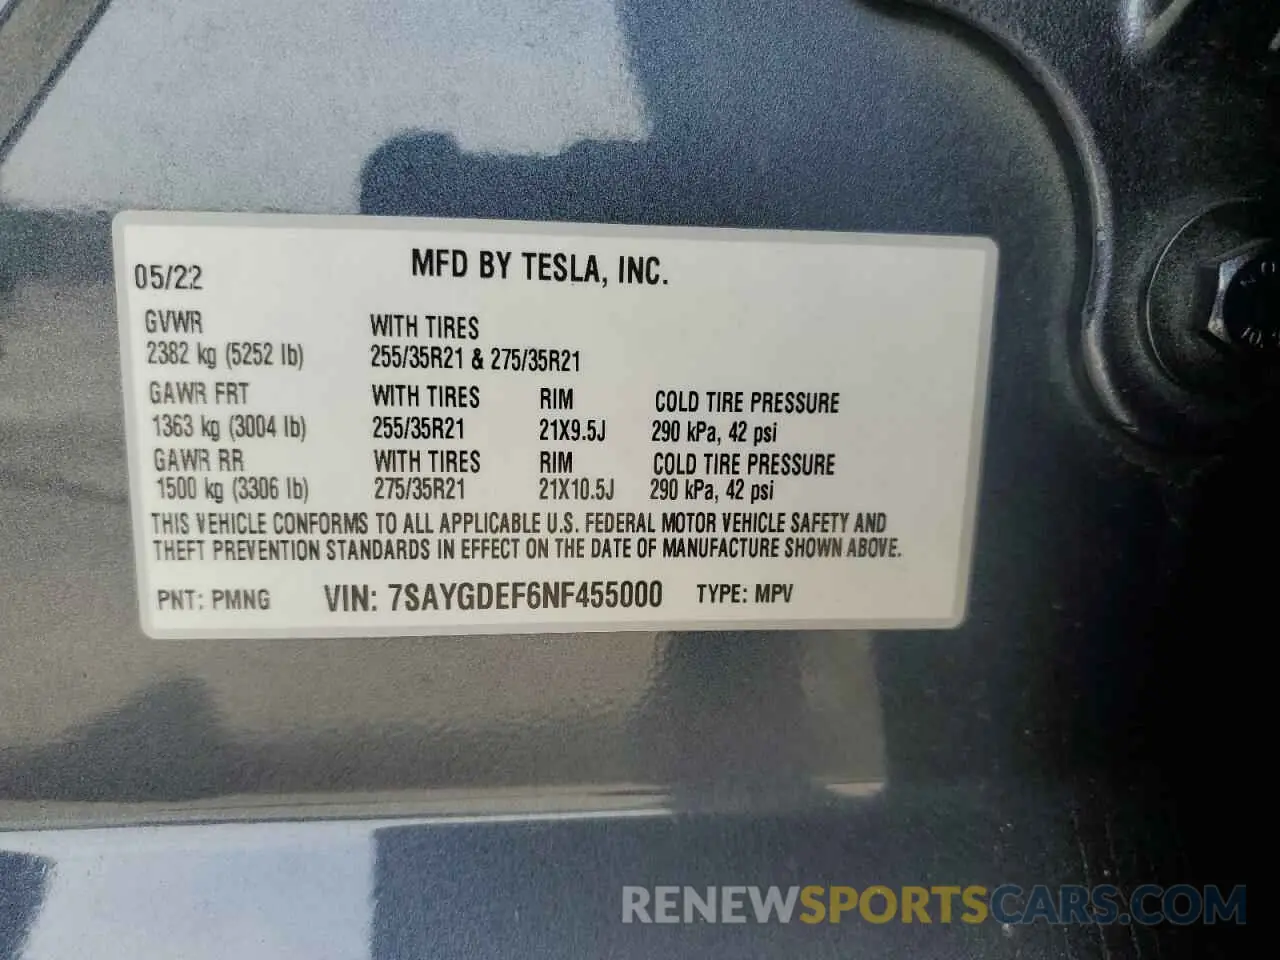 MFD BY TESLA, INC.
05/22
GVWR WITH TIRES
2382 kg (5252 lb) 255/35R21 & 275/35R21
GAWR FRT WITH TIRES RIM COLD TIRE PRESSURE
1363 kg (3004 lb) 255/35R21 21X9.5J 290 kPa, 42 psi
GAWR RR WITH TIRES RIM COLD TIRE PRESSURE
1500 kg (3306 lb) 275/35R21 21X10.5J 290 kPa, 42 psi
THIS VEHICLE CONFORMS TO ALL APPLICABLE U.S. FEDERAL MOTOR VEHICLE SAFETY AND
THEFT PREVENTION STANDARDS IN EFFECT ON THE DATE OF MANUFACTURE SHOWN ABOVE.
PNT: PMNG VIN: 7SAYGDEF6NF455000 TYPE: MPV
RENEWSPORTSCARS.COM